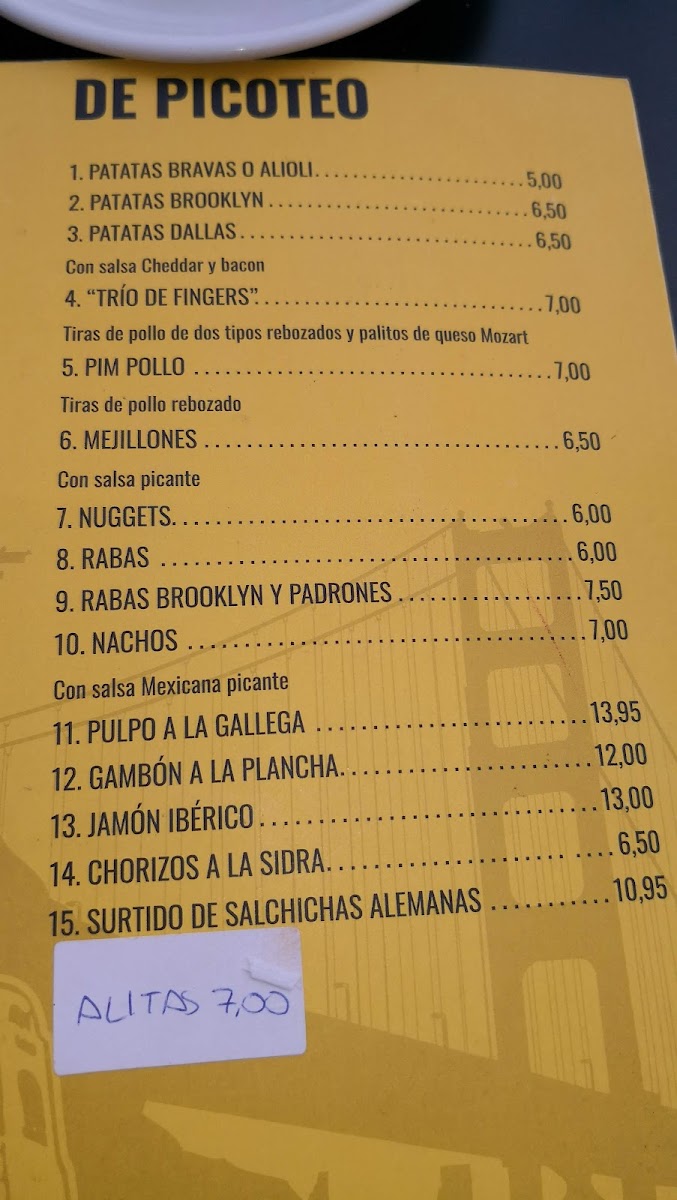 DE PICOTEO
1. PATATAS BRAVAS O ALIOLI........................5,00
2. PATATAS BROOKLYN..............................6,50
3. PATATAS DALLAS.................................6,50
Con salsa Cheddar y bacon
4. “TRÍO DE FINGERS”................................7,00
Tiras de pollo de dos tipos rebozados y palitos de queso Mozart
5. PIM POLLO ......................................7,00
Tiras de pollo rebozado
6. MEJILLONES .....................................6,50
Con salsa picante
7. NUGGETS........................................6,00
8. RABAS .........................................6,00
9. RABAS BROOKLYN Y PADRONES ..................7,50
10. NACHOS .......................................7,00
Con salsa Mexicana picante
11. PULPO A LA GALLEGA ..........................13,95
12. GAMBÓN A LA PLANCHA........................12,00
13. JAMÓN IBÉRICO................................13,00
14. CHORIZOS A LA SIDRA...........................6,50
15. SURTIDO DE SALCHICHAS ALEMANAS ...........10,95
ALITAS 7,00